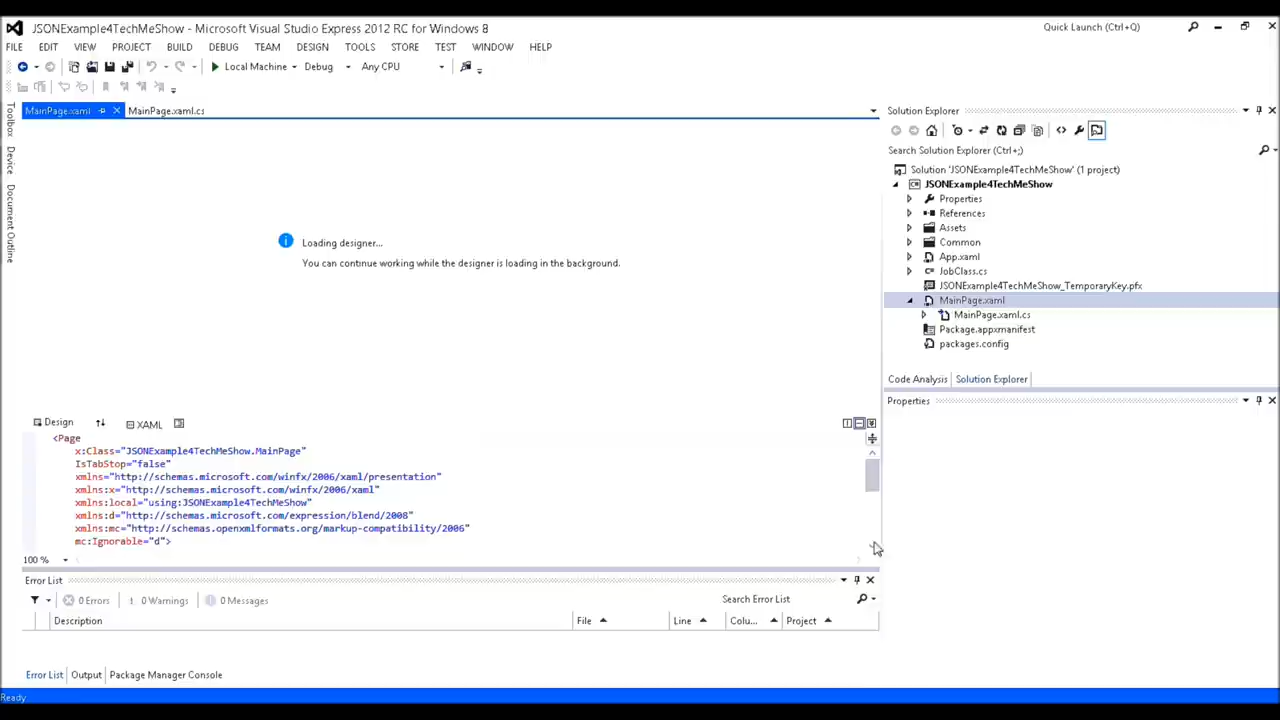 JSONExample4TechMeShow - Microsoft Visual Studio Express 2012 RC for Windows 8
Quick Launch (Ctrl+Q)
FILE EDIT VIEW PROJECT BUILD DEBUG TEAM DESIGN TOOLS STORE TEST WINDOW HELP
Local Machine Debug Any CPU
MainPage.xaml MainPage.xaml.cs
Toolbox
Device
Document Outline
Loading designer...
You can continue working while the designer is loading in the background.
Design XAML
<Page
x:Class="JSONExample4TechMeShow.MainPage"
IsTabStop="false"
xmlns="http://schemas.microsoft.com/winfx/2006/xaml/presentation"
xmlns:x="http://schemas.microsoft.com/winfx/2006/xaml"
xmlns:local="using:JSONExample4TechMeShow"
xmlns:d="http://schemas.microsoft.com/expression/blend/2008"
xmlns:mc="http://schemas.openxmlformats.org/markup-compatibility/2006"
mc:Ignorable="d">
100 %
Error List
0 Errors 0 Warnings 0 Messages
Search Error List
Description File Line Colu... Project
Error List Output Package Manager Console
Ready
Solution Explorer
Search Solution Explorer (Ctrl+;)
Solution 'JSONExample4TechMeShow' (1 project)
JSONExample4TechMeShow
Properties
References
Assets
Common
App.xaml
JobClass.cs
JSONExample4TechMeShow_TemporaryKey.pfx
MainPage.xaml
MainPage.xaml.cs
Package.appxmanifest
packages.config
Code Analysis Solution Explorer
Properties